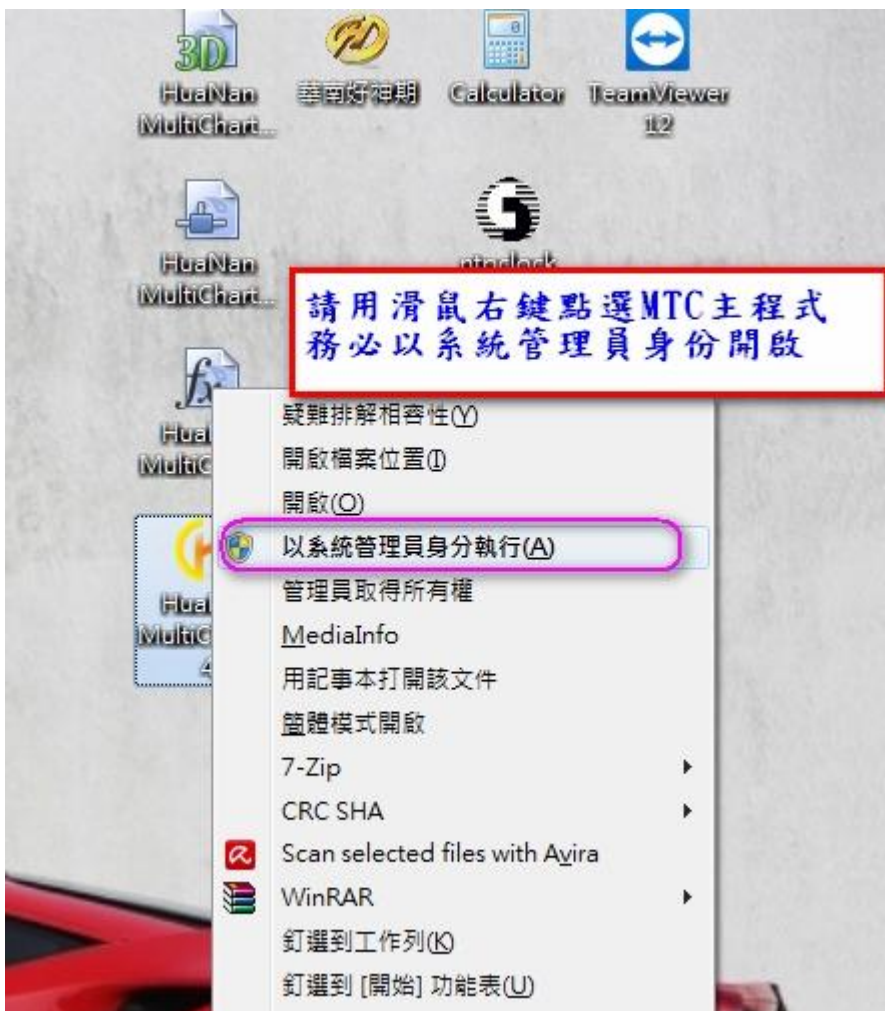 3D
HuaNan
MultiChart...
華南好神期
Calculator
TeamViewer
12
HuaNan
MultiChart...
ntpclock
請用滑鼠右鍵點選MTC主程式
務必以系統管理員身份開啟
fx
疑難排解相容性(Y)
開啟檔案位置(I)
開啟(O)
以系統管理員身分執行(A)
管理員取得所有權
MediaInfo
用記事本打開該文件
簡體模式開啟
7-Zip
CRC SHA
Scan selected files with Avira
WinRAR
釘選到工作列(K)
釘選到 [開始] 功能表(U)